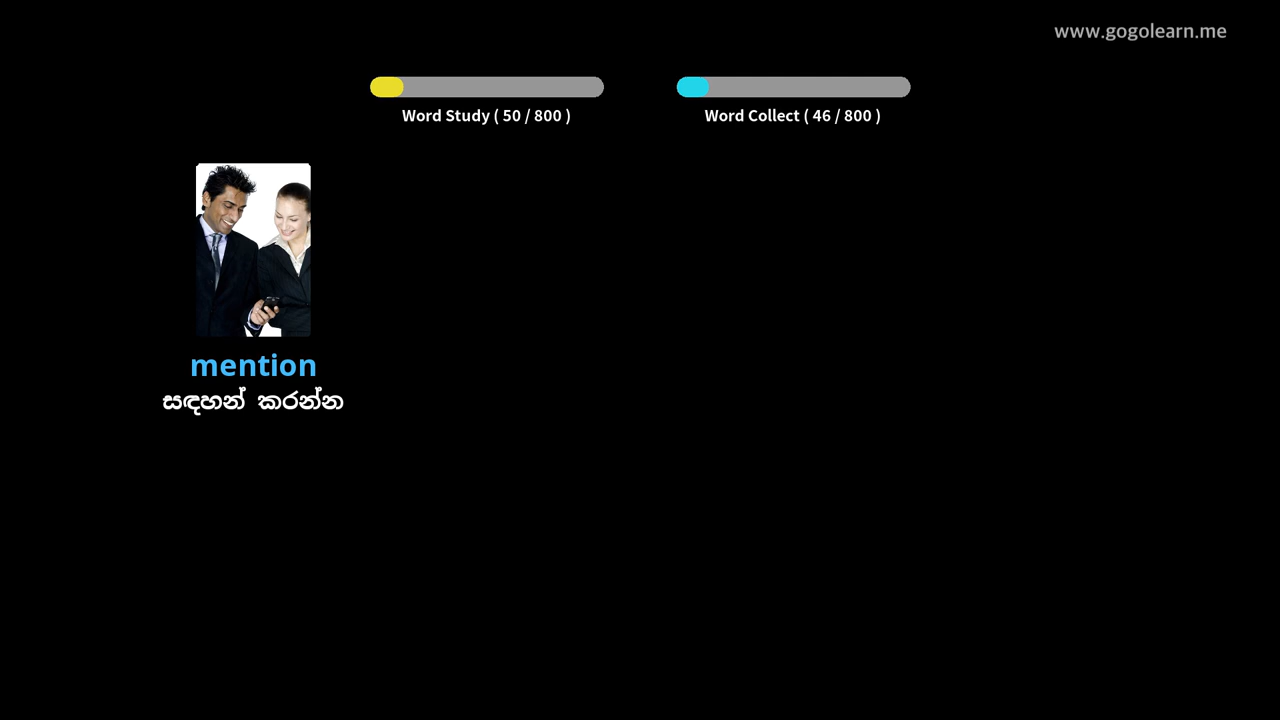 www.gogolearn.me
Word Study ( 50 / 800 )
Word Collect ( 46 / 800 )
mention
සඳහන් කරන්න